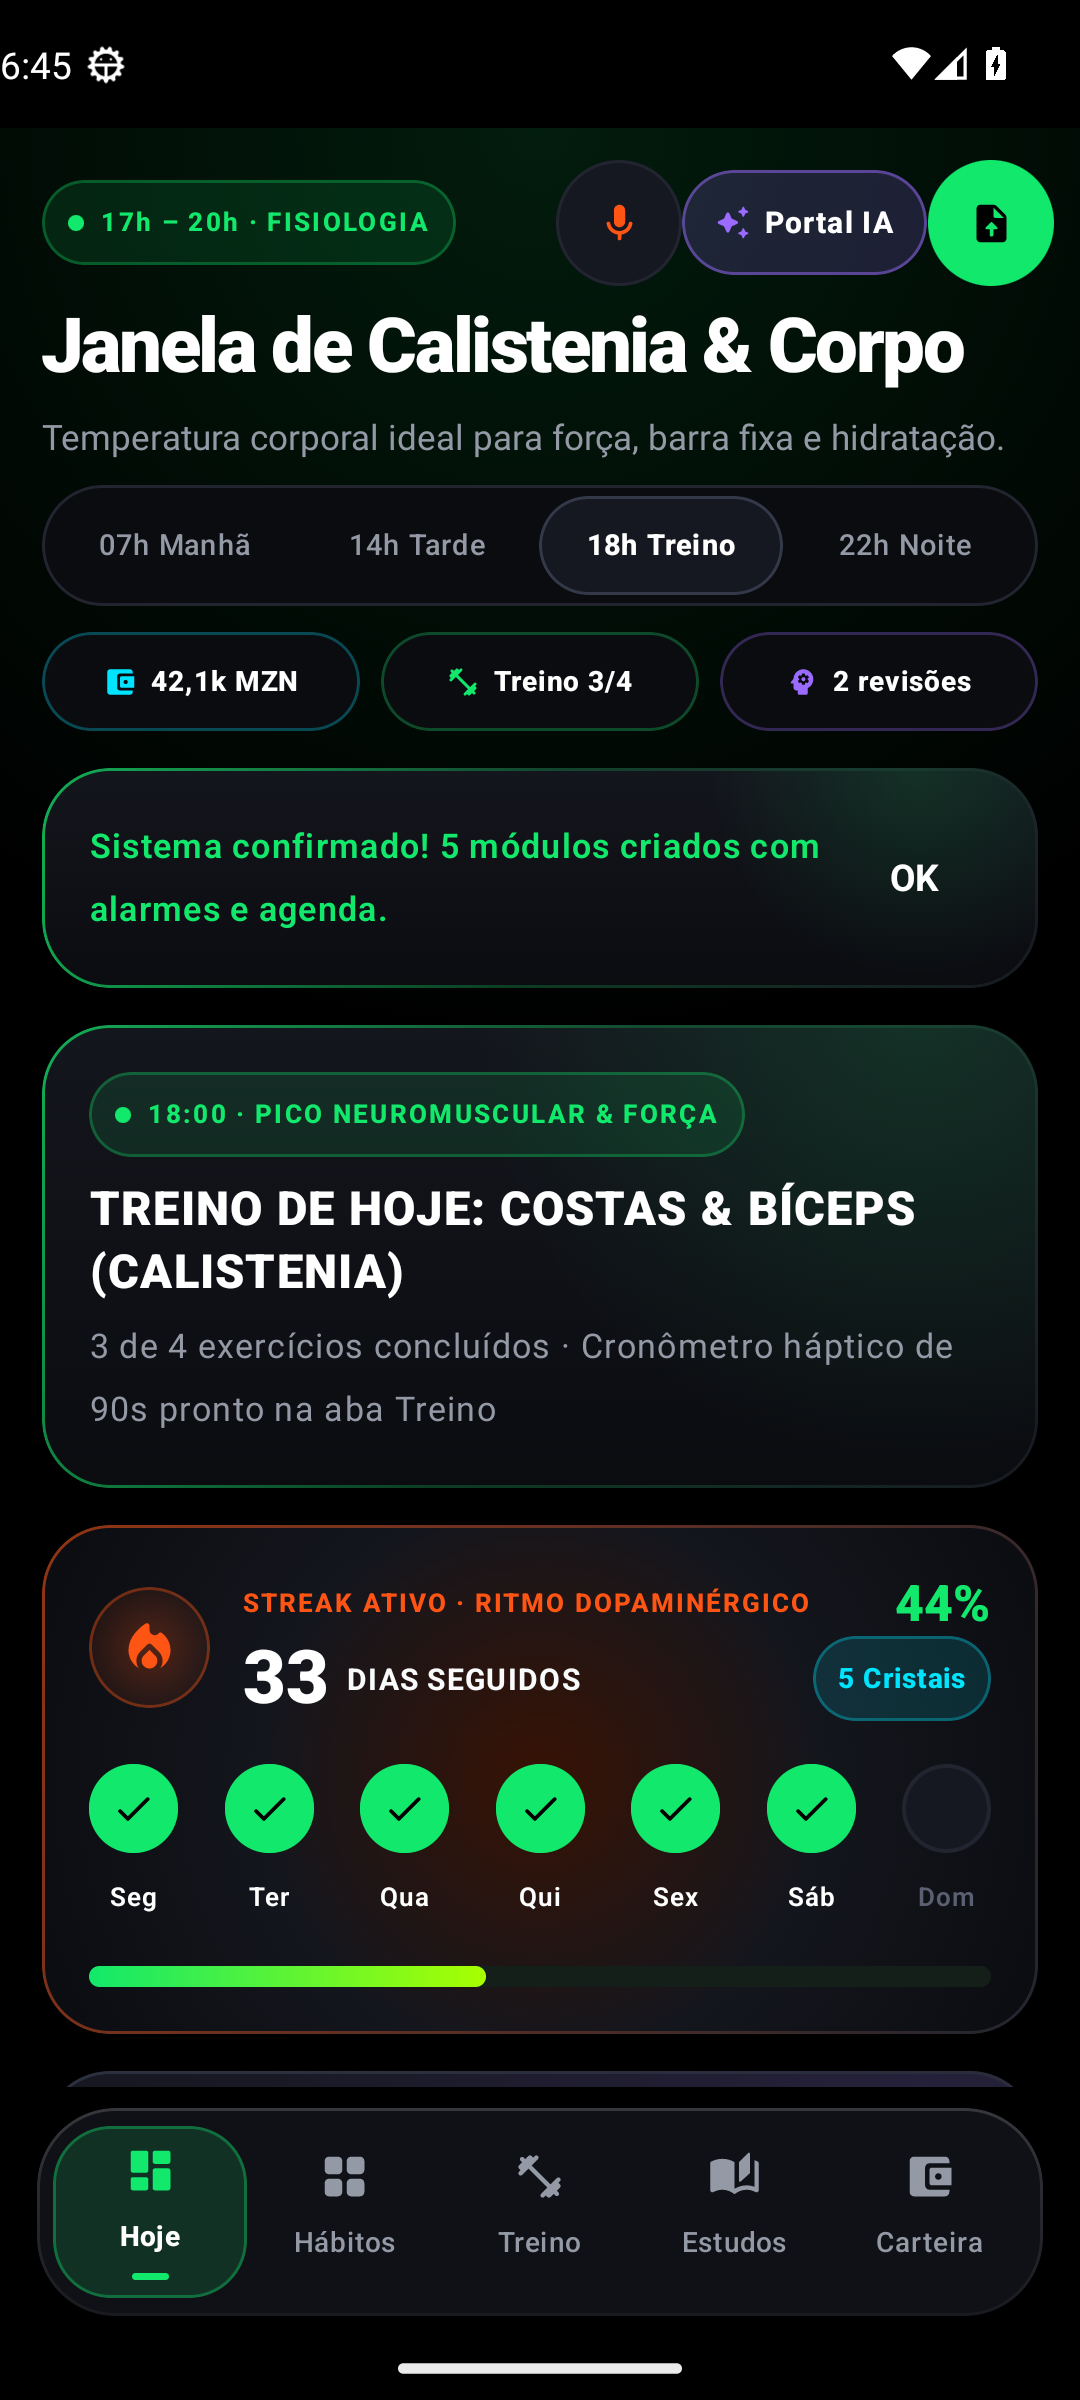 6:45
17h – 20h · FISIOLOGIA
Portal IA
Janela de Calistenia & Corpo
Temperatura corporal ideal para força, barra fixa e hidratação.
07h Manhã
14h Tarde
18h Treino
22h Noite
42,1k MZN
Treino 3/4
2 revisões
Sistema confirmado! 5 módulos criados com
alarmes e agenda.
OK
18:00 · PICO NEUROMUSCULAR & FORÇA
TREINO DE HOJE: COSTAS & BÍCEPS
(CALISTENIA)
3 de 4 exercícios concluídos · Cronômetro háptico de
90s pronto na aba Treino
STREAK ATIVO · RITMO DOPAMINÉRGICO
44%
33 DIAS SEGUIDOS
5 Cristais
Seg
Ter
Qua
Qui
Sex
Sáb
Dom
Hoje
Hábitos
Treino
Estudos
Carteira